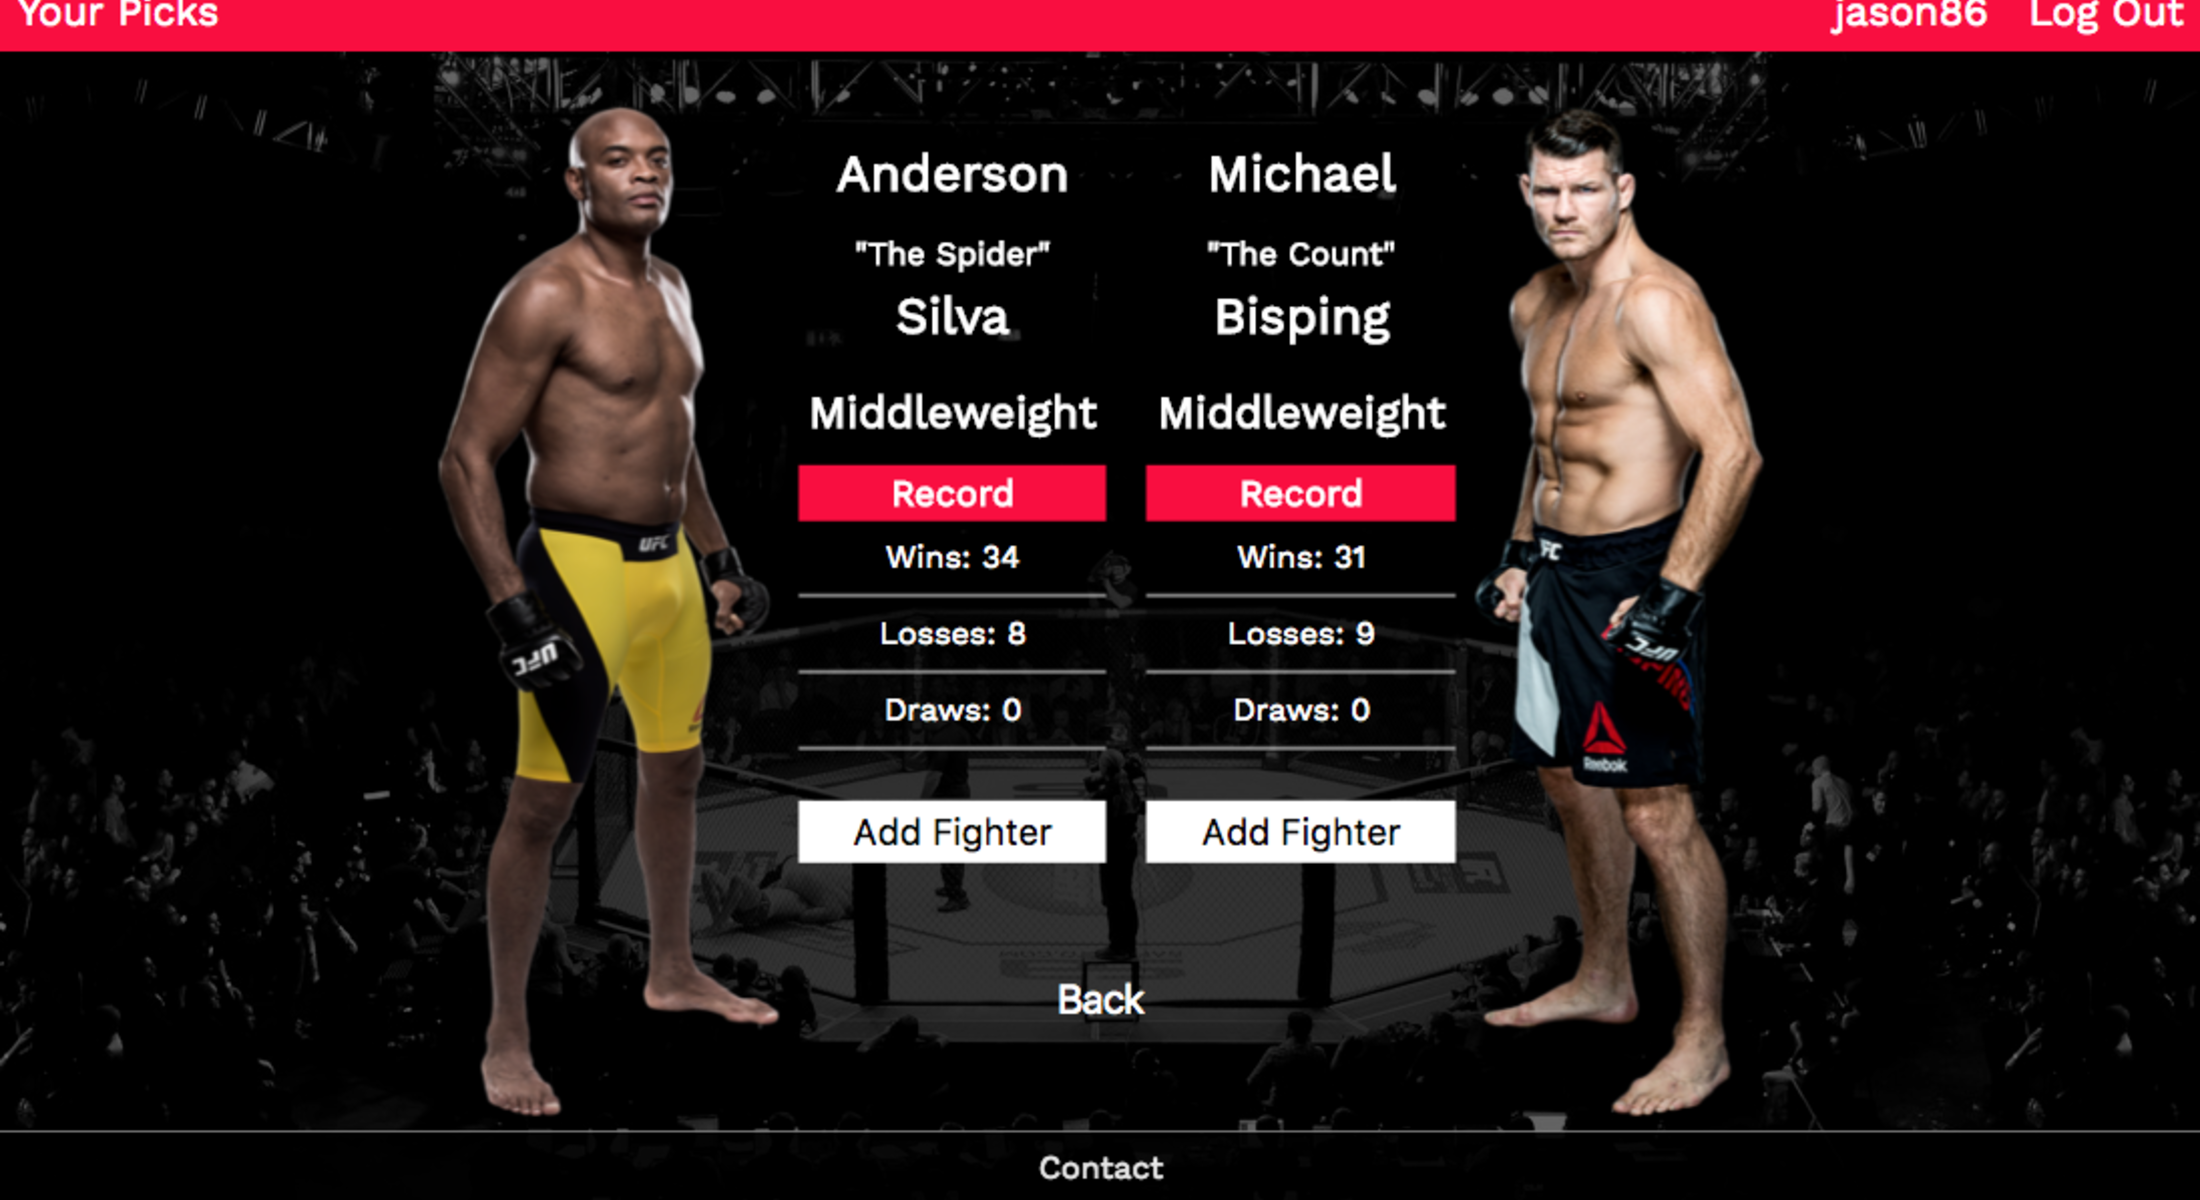 Your Picks
jason86
Log Out
Anderson
"The Spider"
Silva
Middleweight
Record
Wins: 34
Losses: 8
Draws: 0
Add Fighter
Michael
"The Count"
Bisping
Middleweight
Record
Wins: 31
Losses: 9
Draws: 0
Add Fighter
UFC
UFC
UFC
Reebok
Back
Contact